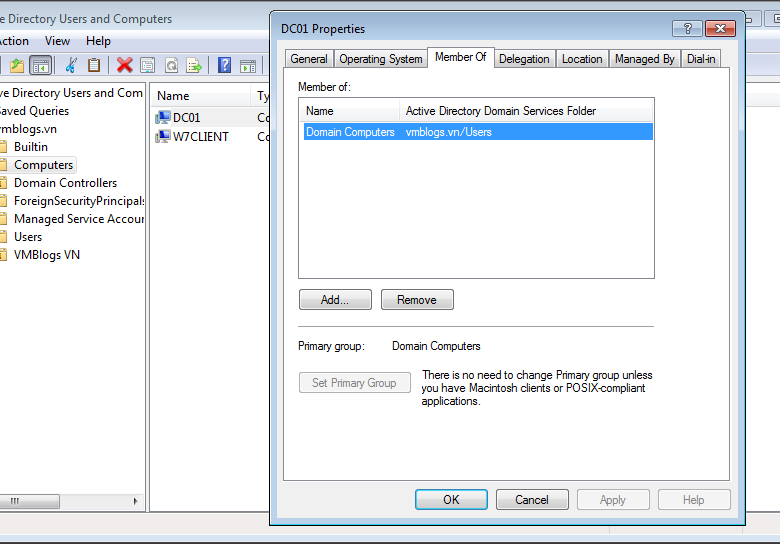 e Directory Users and Computers
Action View Help
ve Directory Users and Com
Saved Queries
vmblogs.vn
Builtin
Computers
Domain Controllers
ForeignSecurityPrincipals
Managed Service Accour
Users
VMBlogs VN
Name Ty
DC01 Co
W7CLIENT Co
DC01 Properties
General Operating System Member Of Delegation Location Managed By Dial-in
Member of:
Name Active Directory Domain Services Folder
Domain Computers vmblogs.vn/Users
Add... Remove
Primary group: Domain Computers
Set Primary Group
There is no need to change Primary group unless
you have Macintosh clients or POSIX-compliant
applications.
OK Cancel Apply Help